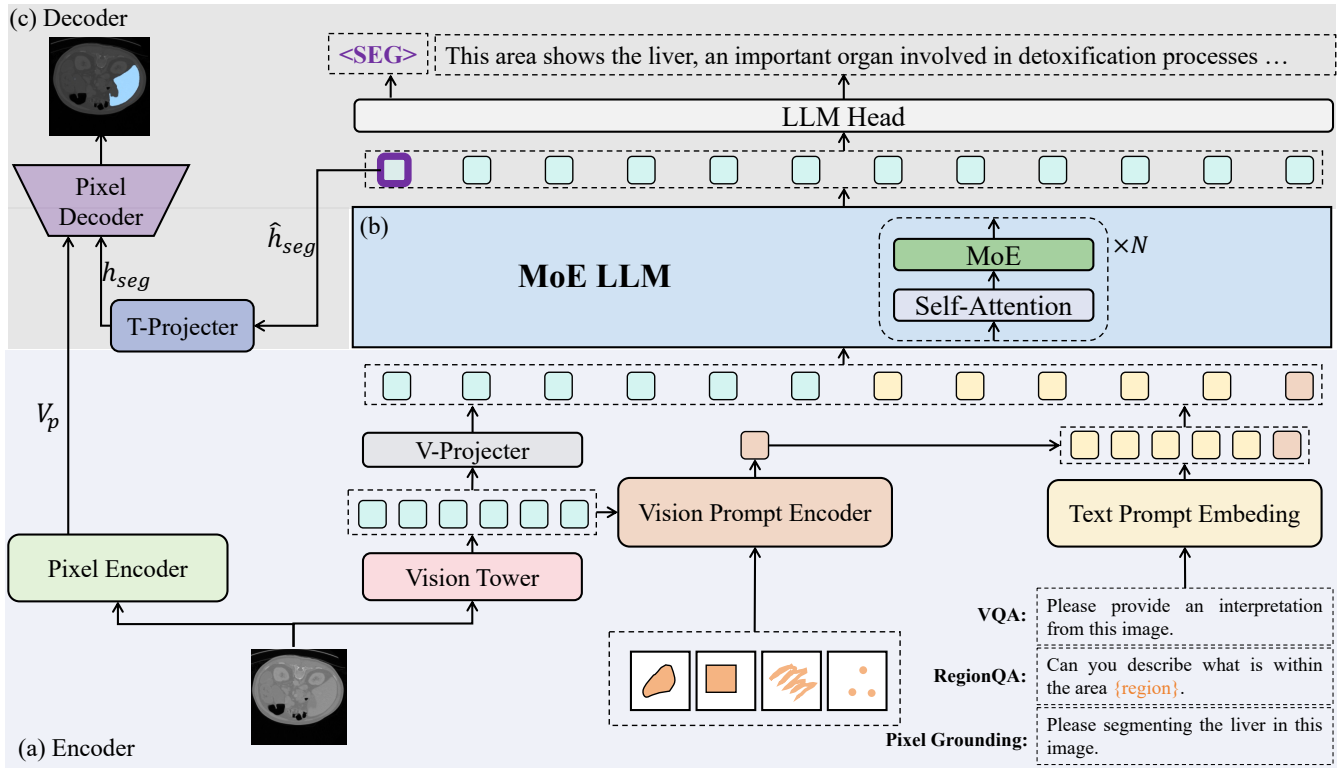 (c) Decoder
<SEG>
This area shows the liver, an important organ involved in detoxification processes …
LLM Head
Pixel
Decoder
ĥ_seg
h_seg
T-Projecter
(b)
MoE LLM
MoE
Self-Attention
×N
V_p
V-Projecter
Vision Prompt Encoder
Text Prompt Embeding
Pixel Encoder
Vision Tower
VQA:
Please provide an interpretation
from this image.
RegionQA:
Can you describe what is within
the area {region}.
Pixel Grounding:
Please segmenting the liver in this
image.
(a) Encoder